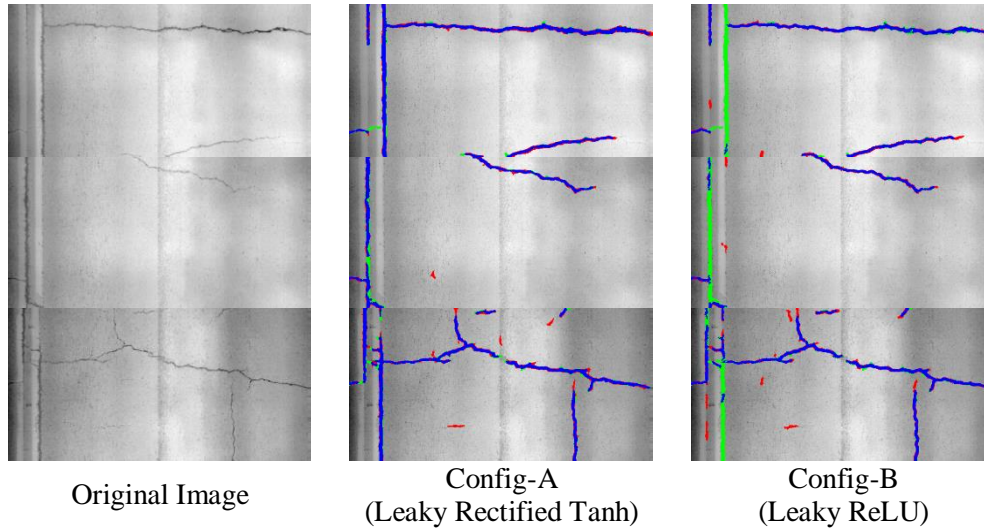 Original Image
Config-A
(Leaky Rectified Tanh)
Config-B
(Leaky ReLU)